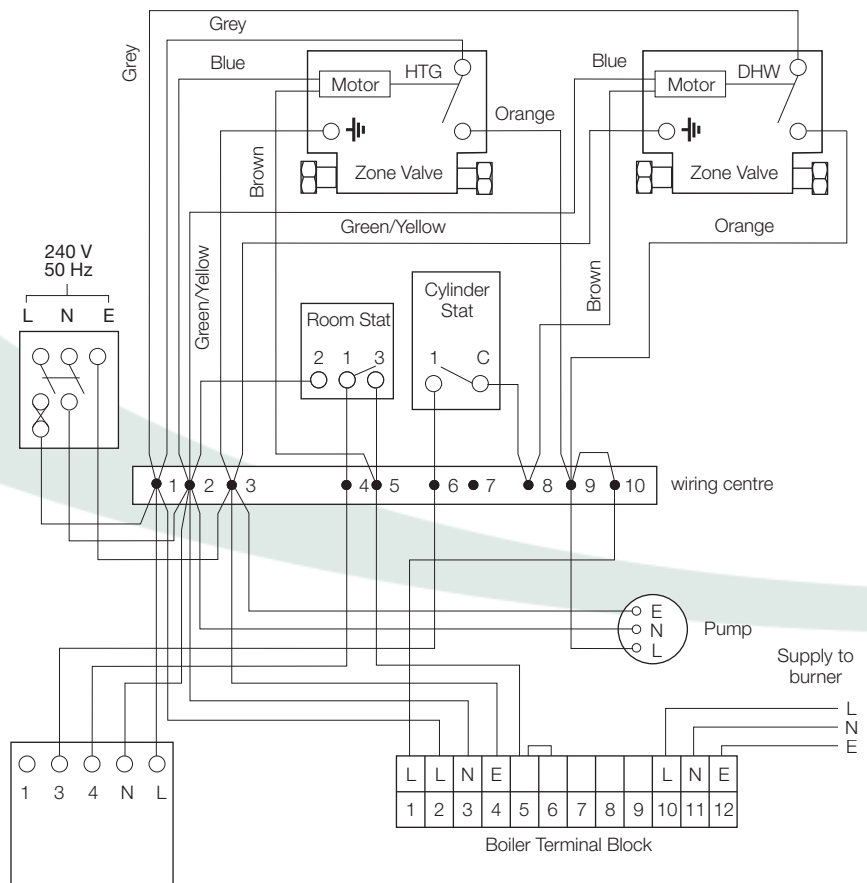 Grey
Grey
Blue
HTG
Motor
Orange
Zone Valve
Brown
Blue
DHW
Motor
Zone Valve
Orange
Green/Yellow
Green/Yellow
Brown
240 V
50 Hz
L N E
Room Stat
2 1 3
Cylinder
Stat
1 C
1 2 3 4 5 6 7 8 9 10 wiring centre
E
N
L
Pump
Supply to
burner
L
N
E
1 3 4 N L
L L N E L N E
1 2 3 4 5 6 7 8 9 10 11 12
Boiler Terminal Block